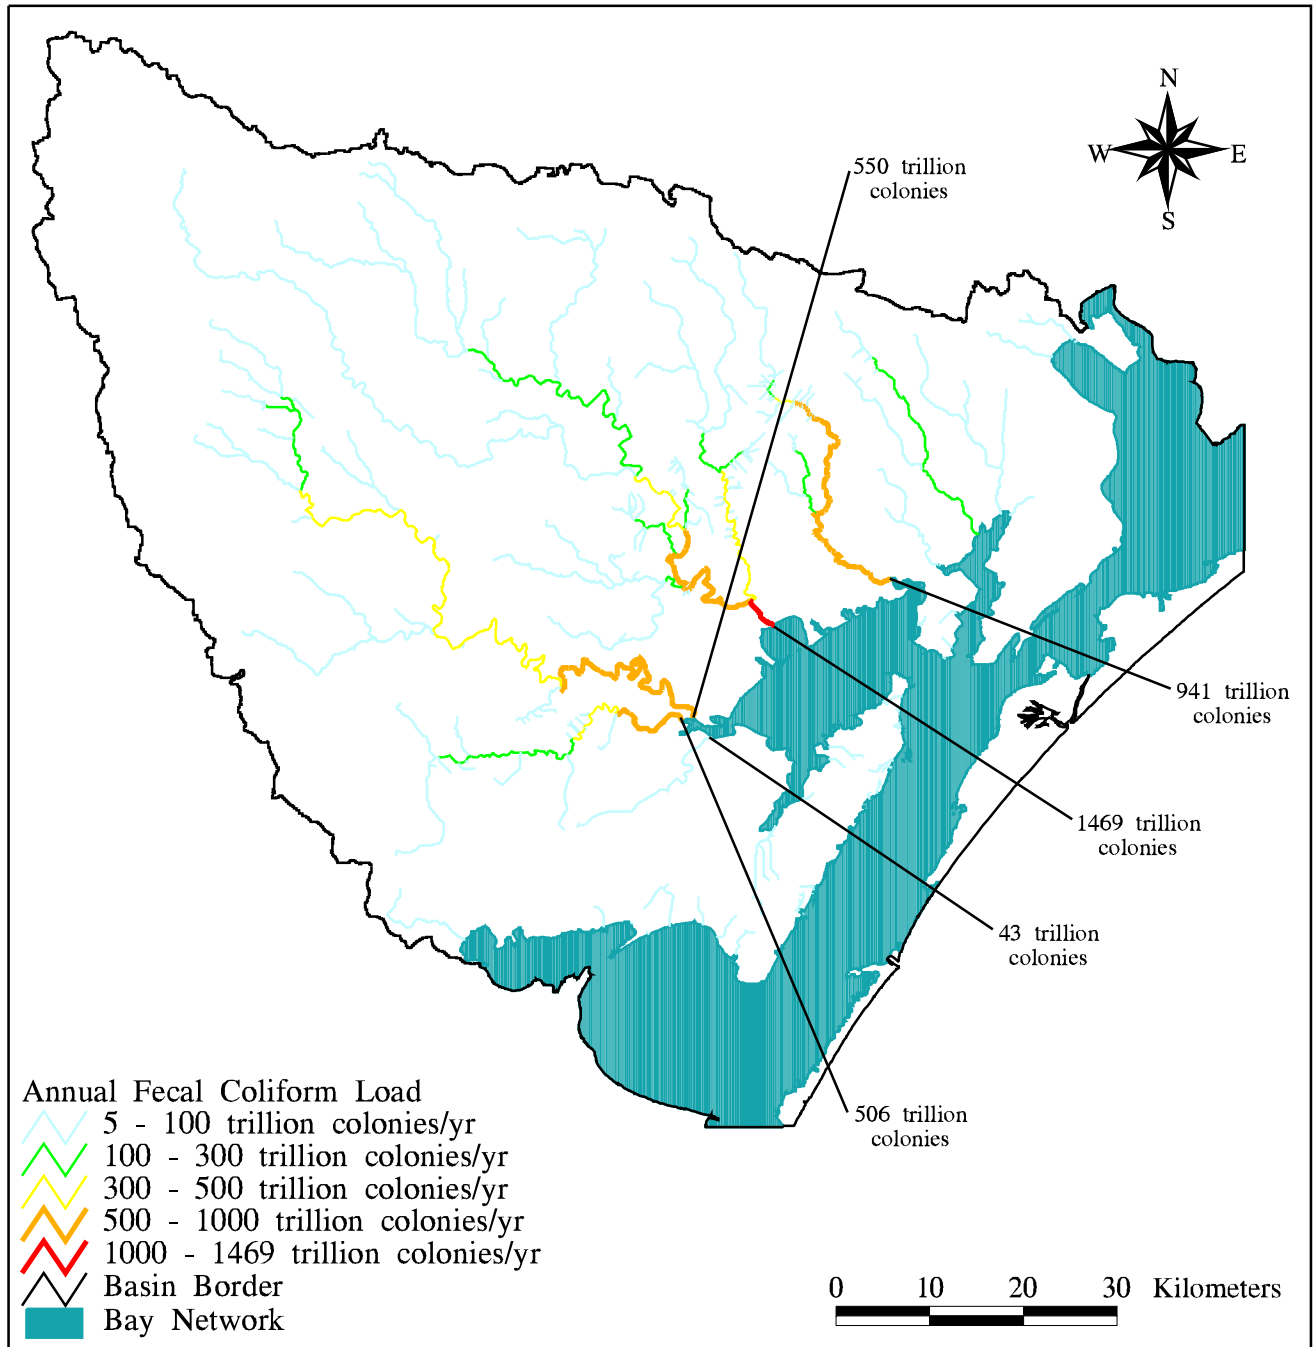 N
W E
S
550 trillion
colonies
941 trillion
colonies
1469 trillion
colonies
43 trillion
colonies
506 trillion
colonies
Annual Fecal Coliform Load
5 - 100 trillion colonies/yr
100 - 300 trillion colonies/yr
300 - 500 trillion colonies/yr
500 - 1000 trillion colonies/yr
1000 - 1469 trillion colonies/yr
Basin Border
Bay Network
0 10 20 30 Kilometers